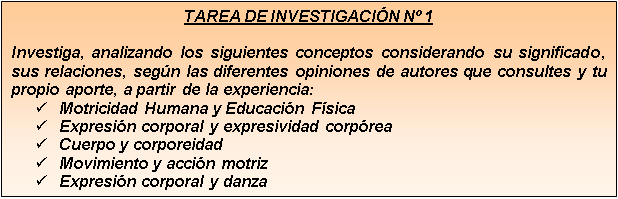 TAREA DE INVESTIGACIÓN Nº 1
Investiga, analizando los siguientes conceptos considerando su significado,
sus relaciones, según las diferentes opiniones de autores que consultes y tu
propio aporte, a partir de la experiencia:
✓ Motricidad Humana y Educación Física
✓ Expresión corporal y expresividad corpórea
✓ Cuerpo y corporeidad
✓ Movimiento y acción motriz
✓ Expresión corporal y danza